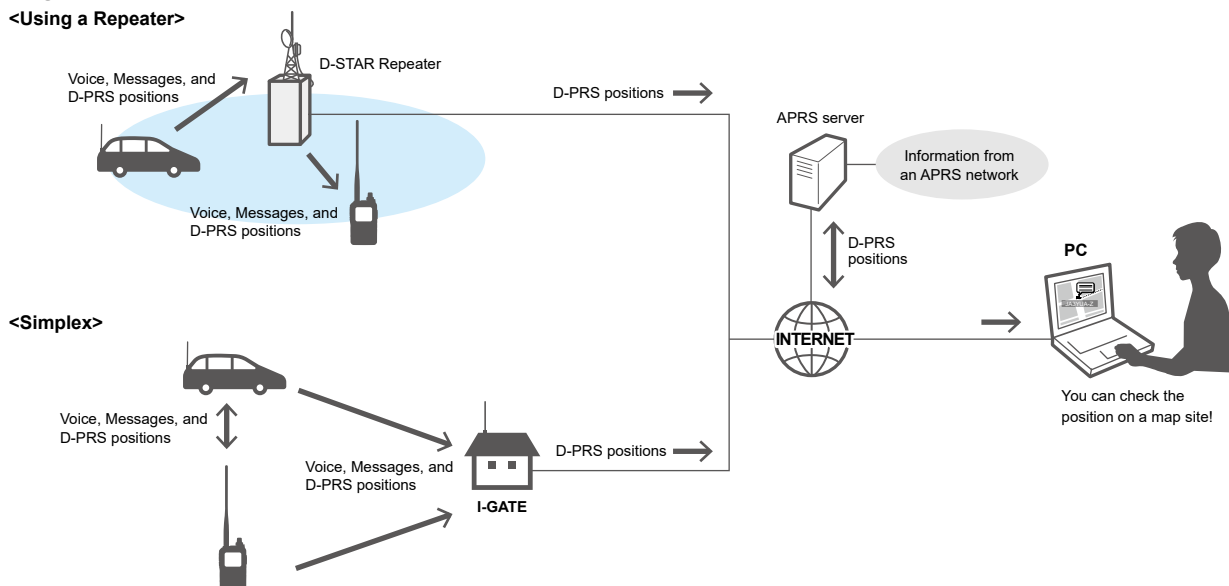 <Using a Repeater>
D-STAR Repeater
Voice, Messages, and
D-PRS positions
D-PRS positions
Voice, Messages, and
D-PRS positions
APRS server
Information from
an APRS network
D-PRS
positions
PC
INTERNET
You can check the
position on a map site!
<Simplex>
Voice, Messages, and
D-PRS positions
Voice, Messages, and
D-PRS positions
D-PRS positions
I-GATE